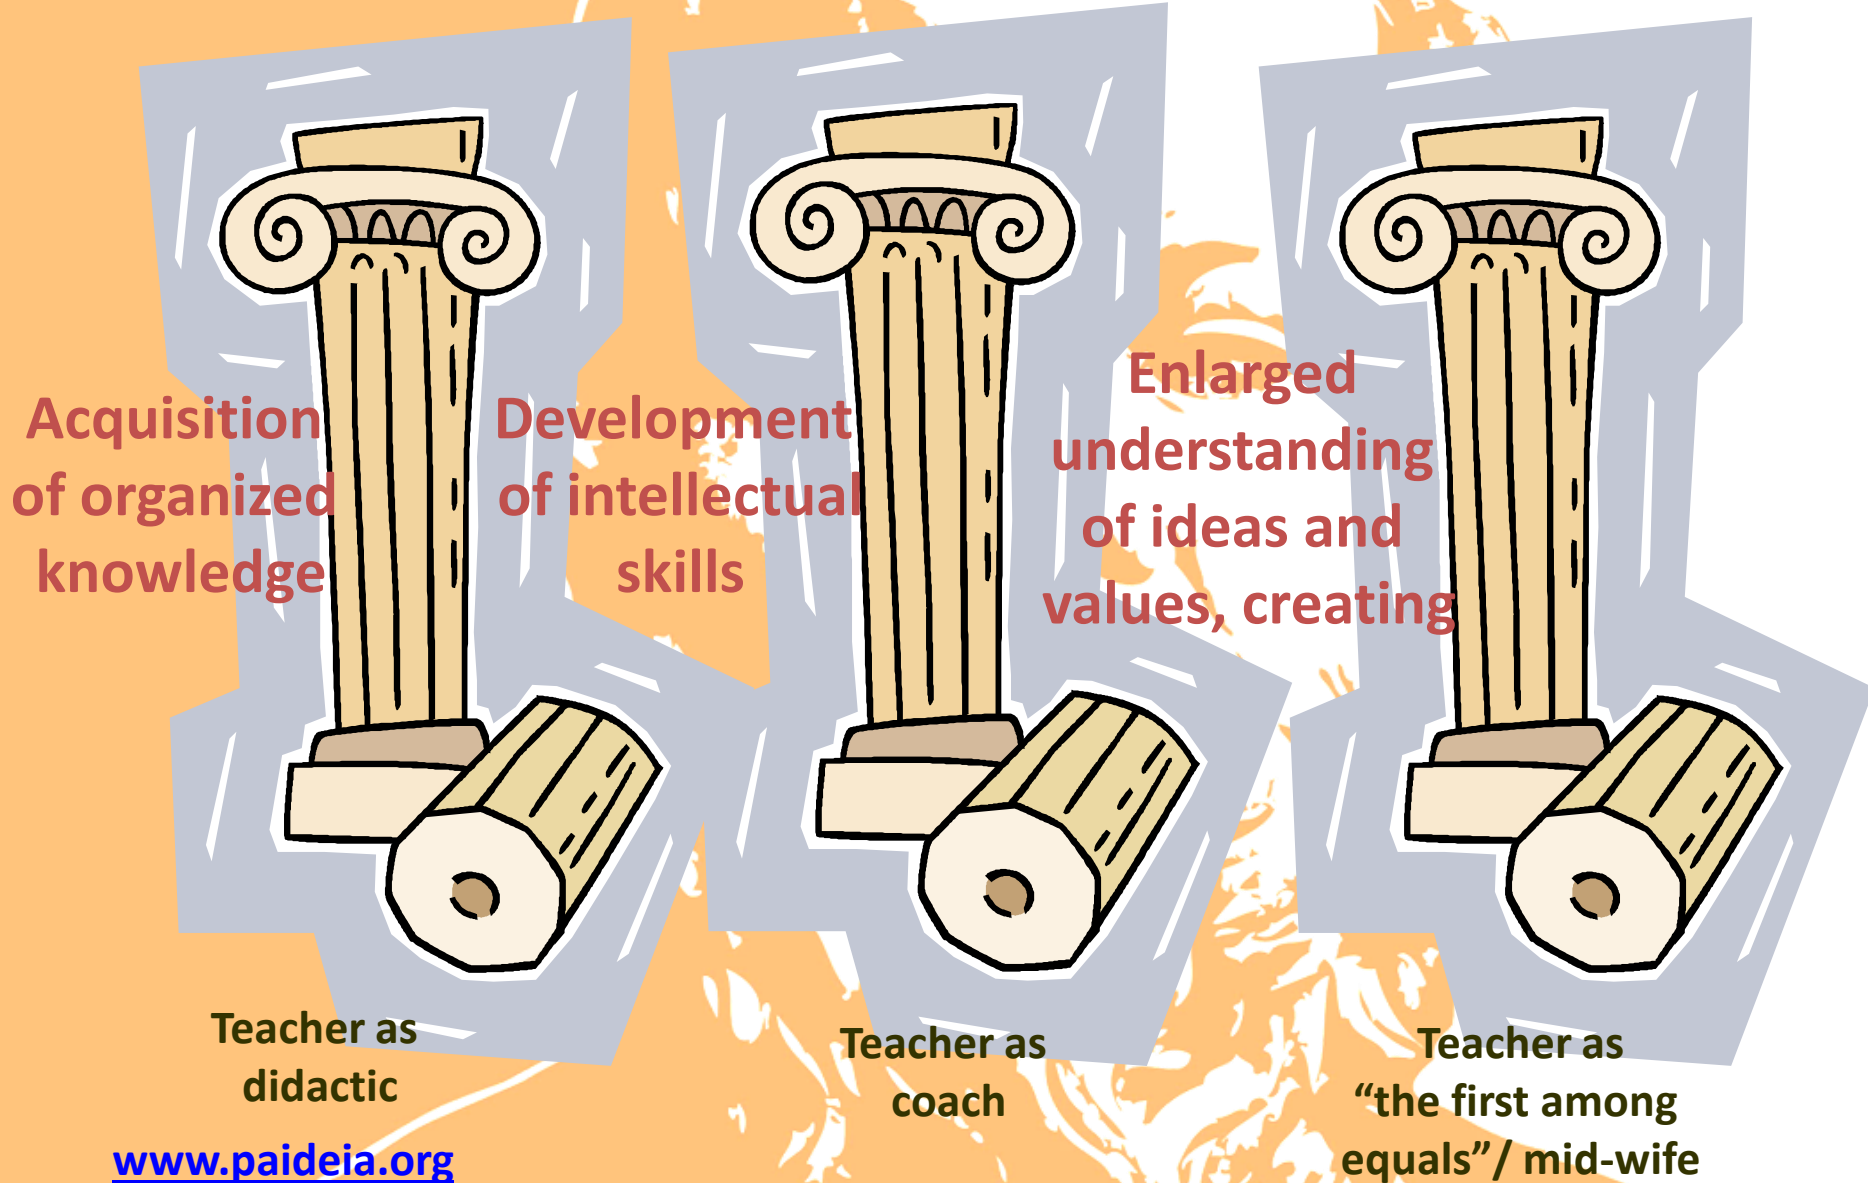 Acquisition
of organized
knowledge
Development
of intellectual
skills
Enlarged
understanding
of ideas and
values, creating
Teacher as
didactic
www.paideia.org
Teacher as
coach
Teacher as
“the first among
equals”/ mid-wife